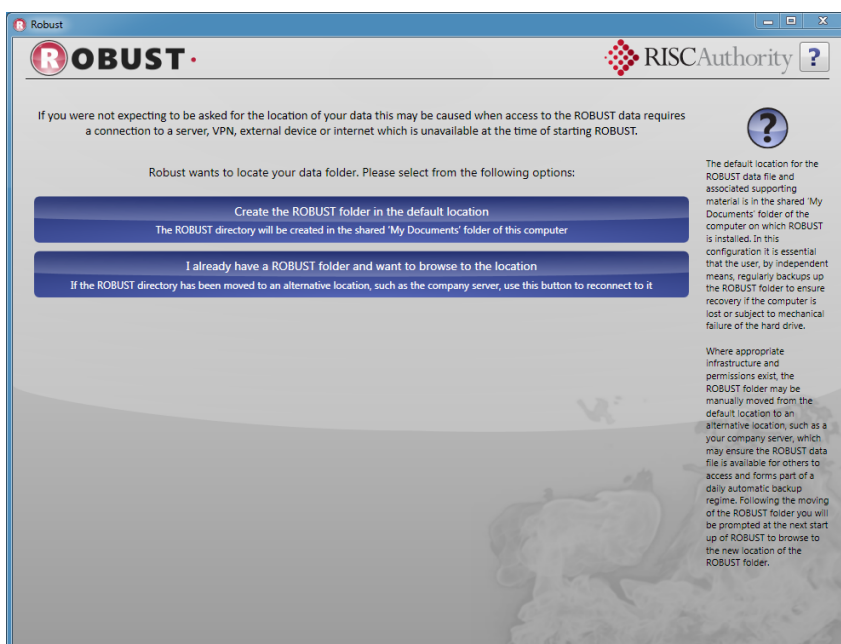 Robust
ROBUST
RISCAuthority ?
If you were not expecting to be asked for the location of your data this may be caused when access to the ROBUST data requires
a connection to a server, VPN, external device or internet which is unavailable at the time of starting ROBUST.
Robust wants to locate your data folder. Please select from the following options:
Create the ROBUST folder in the default location
The ROBUST directory will be created in the shared 'My Documents' folder of this computer
I already have a ROBUST folder and want to browse to the location
If the ROBUST directory has been moved to an alternative location, such as the company server, use this button to reconnect to it
?
The default location for the
ROBUST data file and
associated supporting
material is in the shared 'My
Documents' folder of the
computer on which ROBUST
is installed. In this
configuration it is essential
that the user, by independent
means, regularly backups up
the ROBUST folder to ensure
recovery if the computer is
lost or subject to mechanical
failure of the hard drive.
Where appropriate
infrastructure and
permissions exist, the
ROBUST folder may be
manually moved from the
default location to an
alternative location, such as a
your company server, which
may ensure the ROBUST data
file is available for others to
access and forms part of a
daily automatic backup
regime. Following the moving
of the ROBUST folder you will
be prompted at the next start
up of ROBUST to browse to
the new location of the
ROBUST folder.